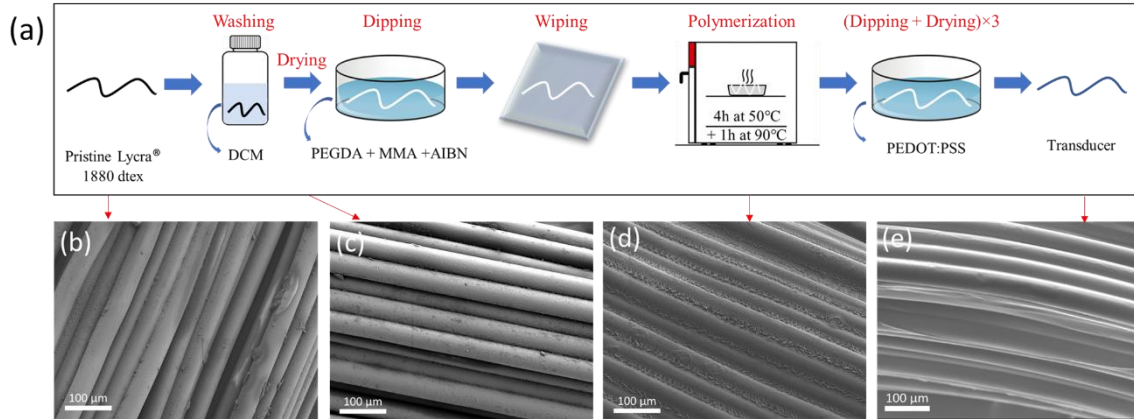 (a)
Washing
Dipping
Polymerization
(Dipping + Drying)×3
Drying
Wiping
4h at 50℃
+ 1h at 90℃
Pristine Lycra®
1880 dtex
DCM
PEGDA + MMA +AIBN
PEDOT:PSS
Transducer
(b)
(c)
(d)
(e)
100 µm
100 µm
100 µm
100 µm